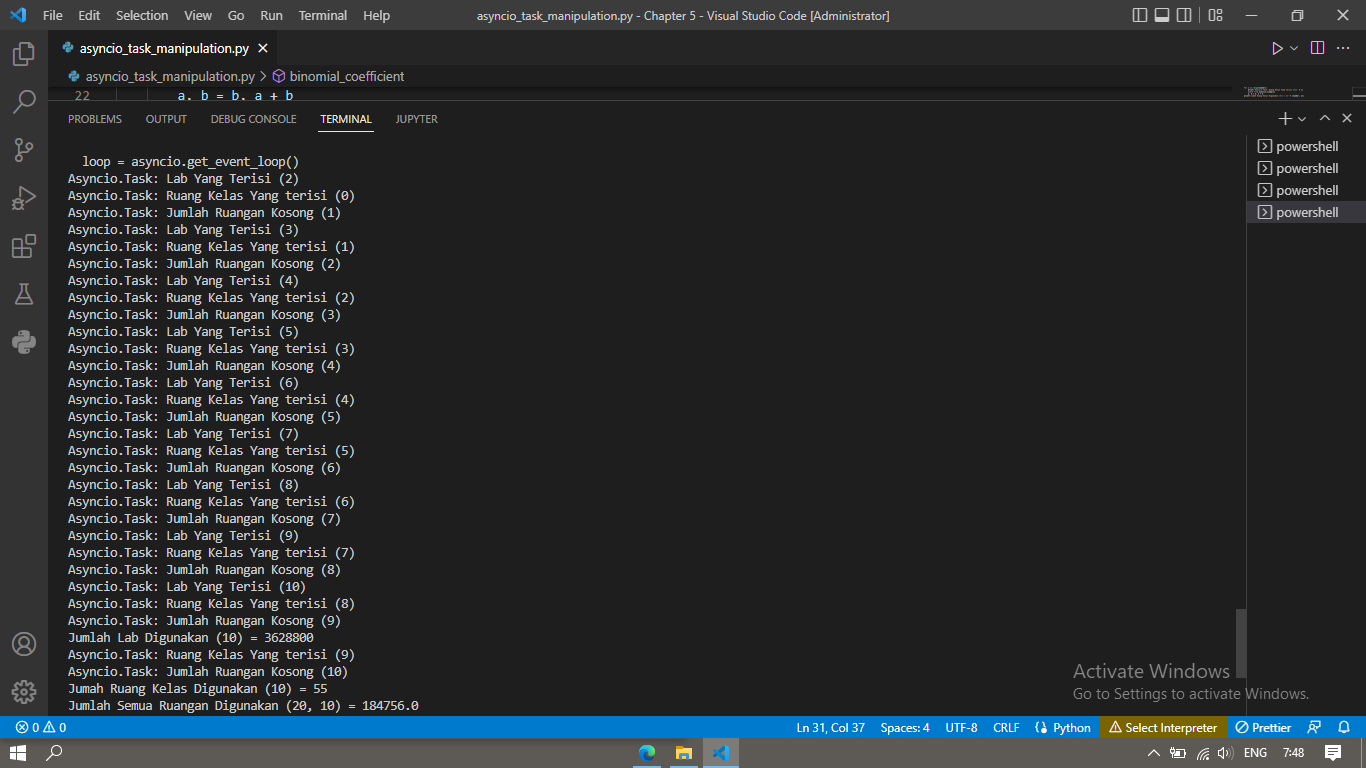 File Edit Selection View Go Run Terminal Help asyncio_task_manipulation.py - Chapter 5 - Visual Studio Code [Administrator]
asyncio_task_manipulation.py
asyncio_task_manipulation.py > binomial_coefficient
22 a, b = b, a + b
PROBLEMS OUTPUT DEBUG CONSOLE TERMINAL JUPYTER
powershell
powershell
powershell
powershell
loop = asyncio.get_event_loop()
Asyncio.Task: Lab Yang Terisi (2)
Asyncio.Task: Ruang Kelas Yang terisi (0)
Asyncio.Task: Jumlah Ruangan Kosong (1)
Asyncio.Task: Lab Yang Terisi (3)
Asyncio.Task: Ruang Kelas Yang terisi (1)
Asyncio.Task: Jumlah Ruangan Kosong (2)
Asyncio.Task: Lab Yang Terisi (4)
Asyncio.Task: Ruang Kelas Yang terisi (2)
Asyncio.Task: Jumlah Ruangan Kosong (3)
Asyncio.Task: Lab Yang Terisi (5)
Asyncio.Task: Ruang Kelas Yang terisi (3)
Asyncio.Task: Jumlah Ruangan Kosong (4)
Asyncio.Task: Lab Yang Terisi (6)
Asyncio.Task: Ruang Kelas Yang terisi (4)
Asyncio.Task: Jumlah Ruangan Kosong (5)
Asyncio.Task: Lab Yang Terisi (7)
Asyncio.Task: Ruang Kelas Yang terisi (5)
Asyncio.Task: Jumlah Ruangan Kosong (6)
Asyncio.Task: Lab Yang Terisi (8)
Asyncio.Task: Ruang Kelas Yang terisi (6)
Asyncio.Task: Jumlah Ruangan Kosong (7)
Asyncio.Task: Lab Yang Terisi (9)
Asyncio.Task: Ruang Kelas Yang terisi (7)
Asyncio.Task: Jumlah Ruangan Kosong (8)
Asyncio.Task: Lab Yang Terisi (10)
Asyncio.Task: Ruang Kelas Yang terisi (8)
Asyncio.Task: Jumlah Ruangan Kosong (9)
Jumlah Lab Digunakan (10) = 3628800
Asyncio.Task: Ruang Kelas Yang terisi (9)
Asyncio.Task: Jumlah Ruangan Kosong (10)
Jumah Ruang Kelas Digunakan (10) = 55
Jumlah Semua Ruangan Digunakan (20, 10) = 184756.0
Activate Windows
Go to Settings to activate Windows.
0 0 Ln 31, Col 37 Spaces: 4 UTF-8 CRLF Python Select Interpreter Prettier
ENG 7:48